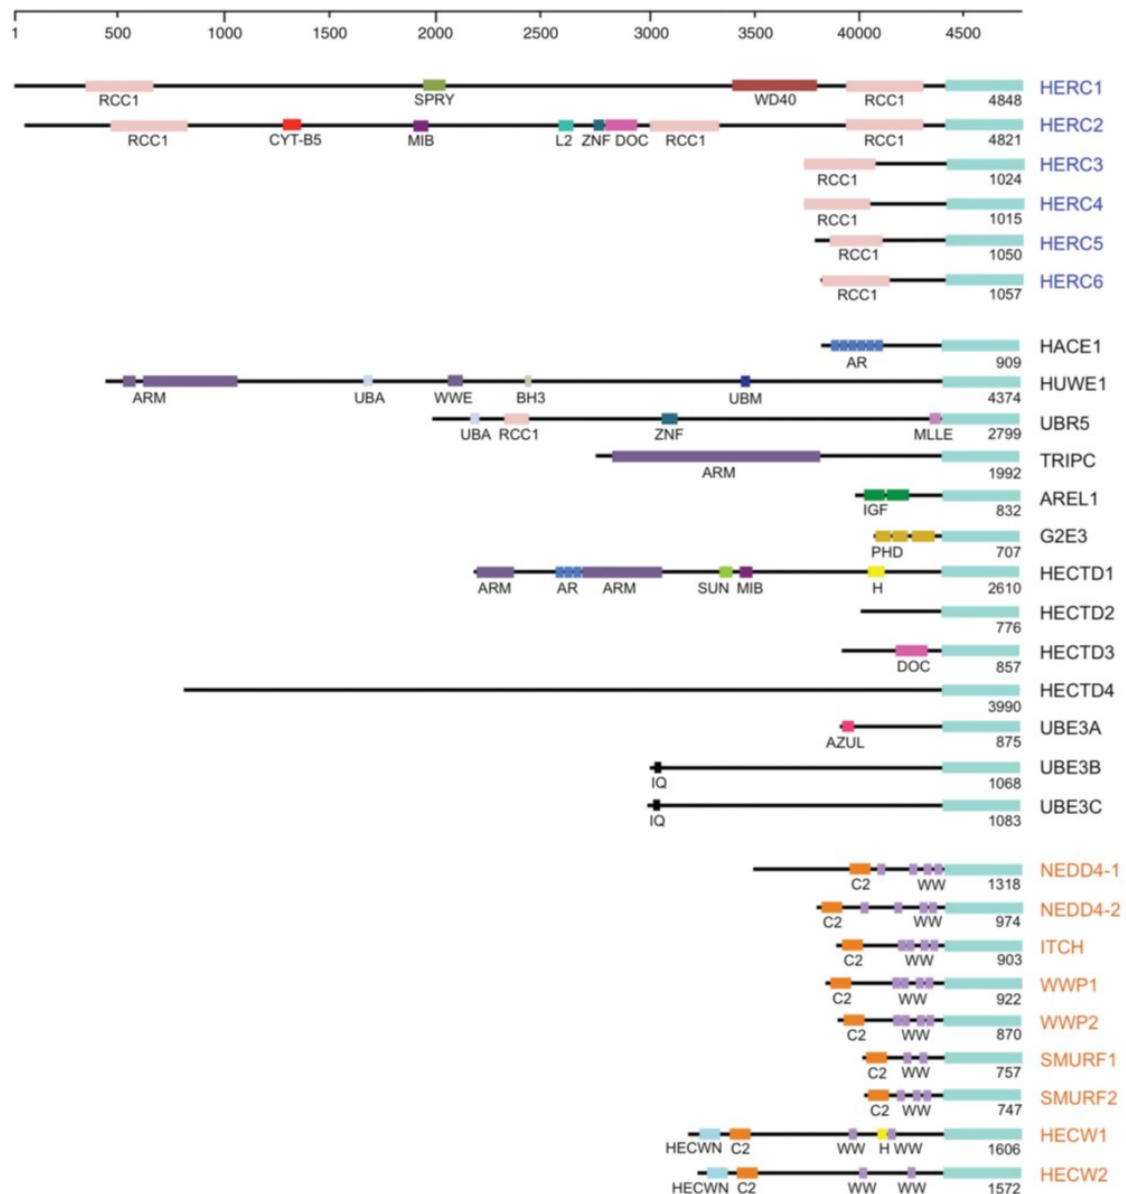 1 500 1000 1500 2000 2500 3000 3500 40000 4500
HERC1
RCC1 SPRY WD40 RCC1 4848
HERC2
RCC1 CYT-B5 MIB L2 ZNF DOC RCC1 RCC1 4821
HERC3
RCC1 1024
HERC4
RCC1 1015
HERC5
RCC1 1050
HERC6
RCC1 1057
HACE1
AR 909
HUWE1
ARM UBA WWE BH3 UBM 4374
UBR5
UBA RCC1 ZNF MLLE 2799
TRIPC
ARM 1992
AREL1
IGF 832
G2E3
PHD 707
HECTD1
ARM AR ARM SUN MIB H 2610
HECTD2
776
HECTD3
DOC 857
HECTD4
3990
UBE3A
AZUL 875
UBE3B
IQ 1068
UBE3C
IQ 1083
NEDD4-1
C2 WW 1318
NEDD4-2
C2 WW 974
ITCH
C2 WW 903
WWP1
C2 WW 922
WWP2
C2 WW 870
SMURF1
C2 WW 757
SMURF2
C2 WW 747
HECW1
HECWN C2 WW H WW 1606
HECW2
HECWN C2 WW WW 1572